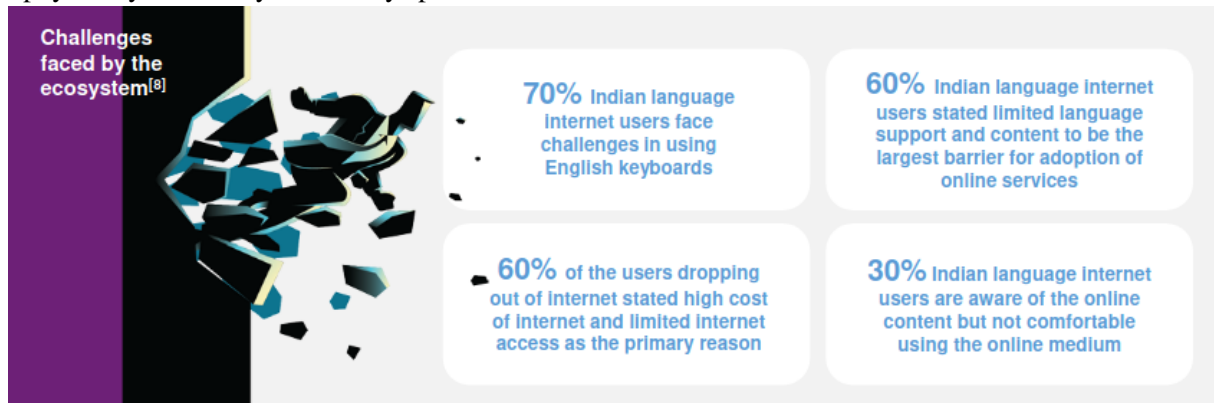 Challenges
faced by the
ecosystem[8]
70% Indian language
internet users face
challenges in using
English keyboards
60% Indian language internet
users stated limited language
support and content to be the
largest barrier for adoption of
online services
60% of the users dropping
out of internet stated high cost
of internet and limited internet
access as the primary reason
30% Indian language internet
users are aware of the online
content but not comfortable
using the online medium